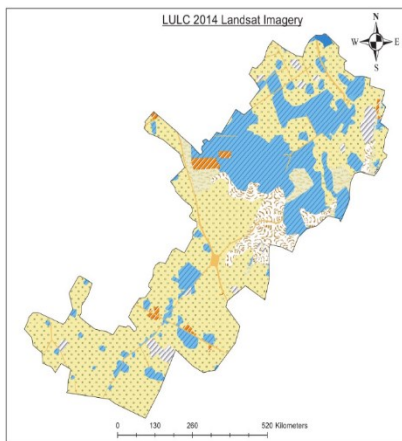 LULC 2014 Landsat Imagery
N
W E
S
0 130 260 520 Kilometers